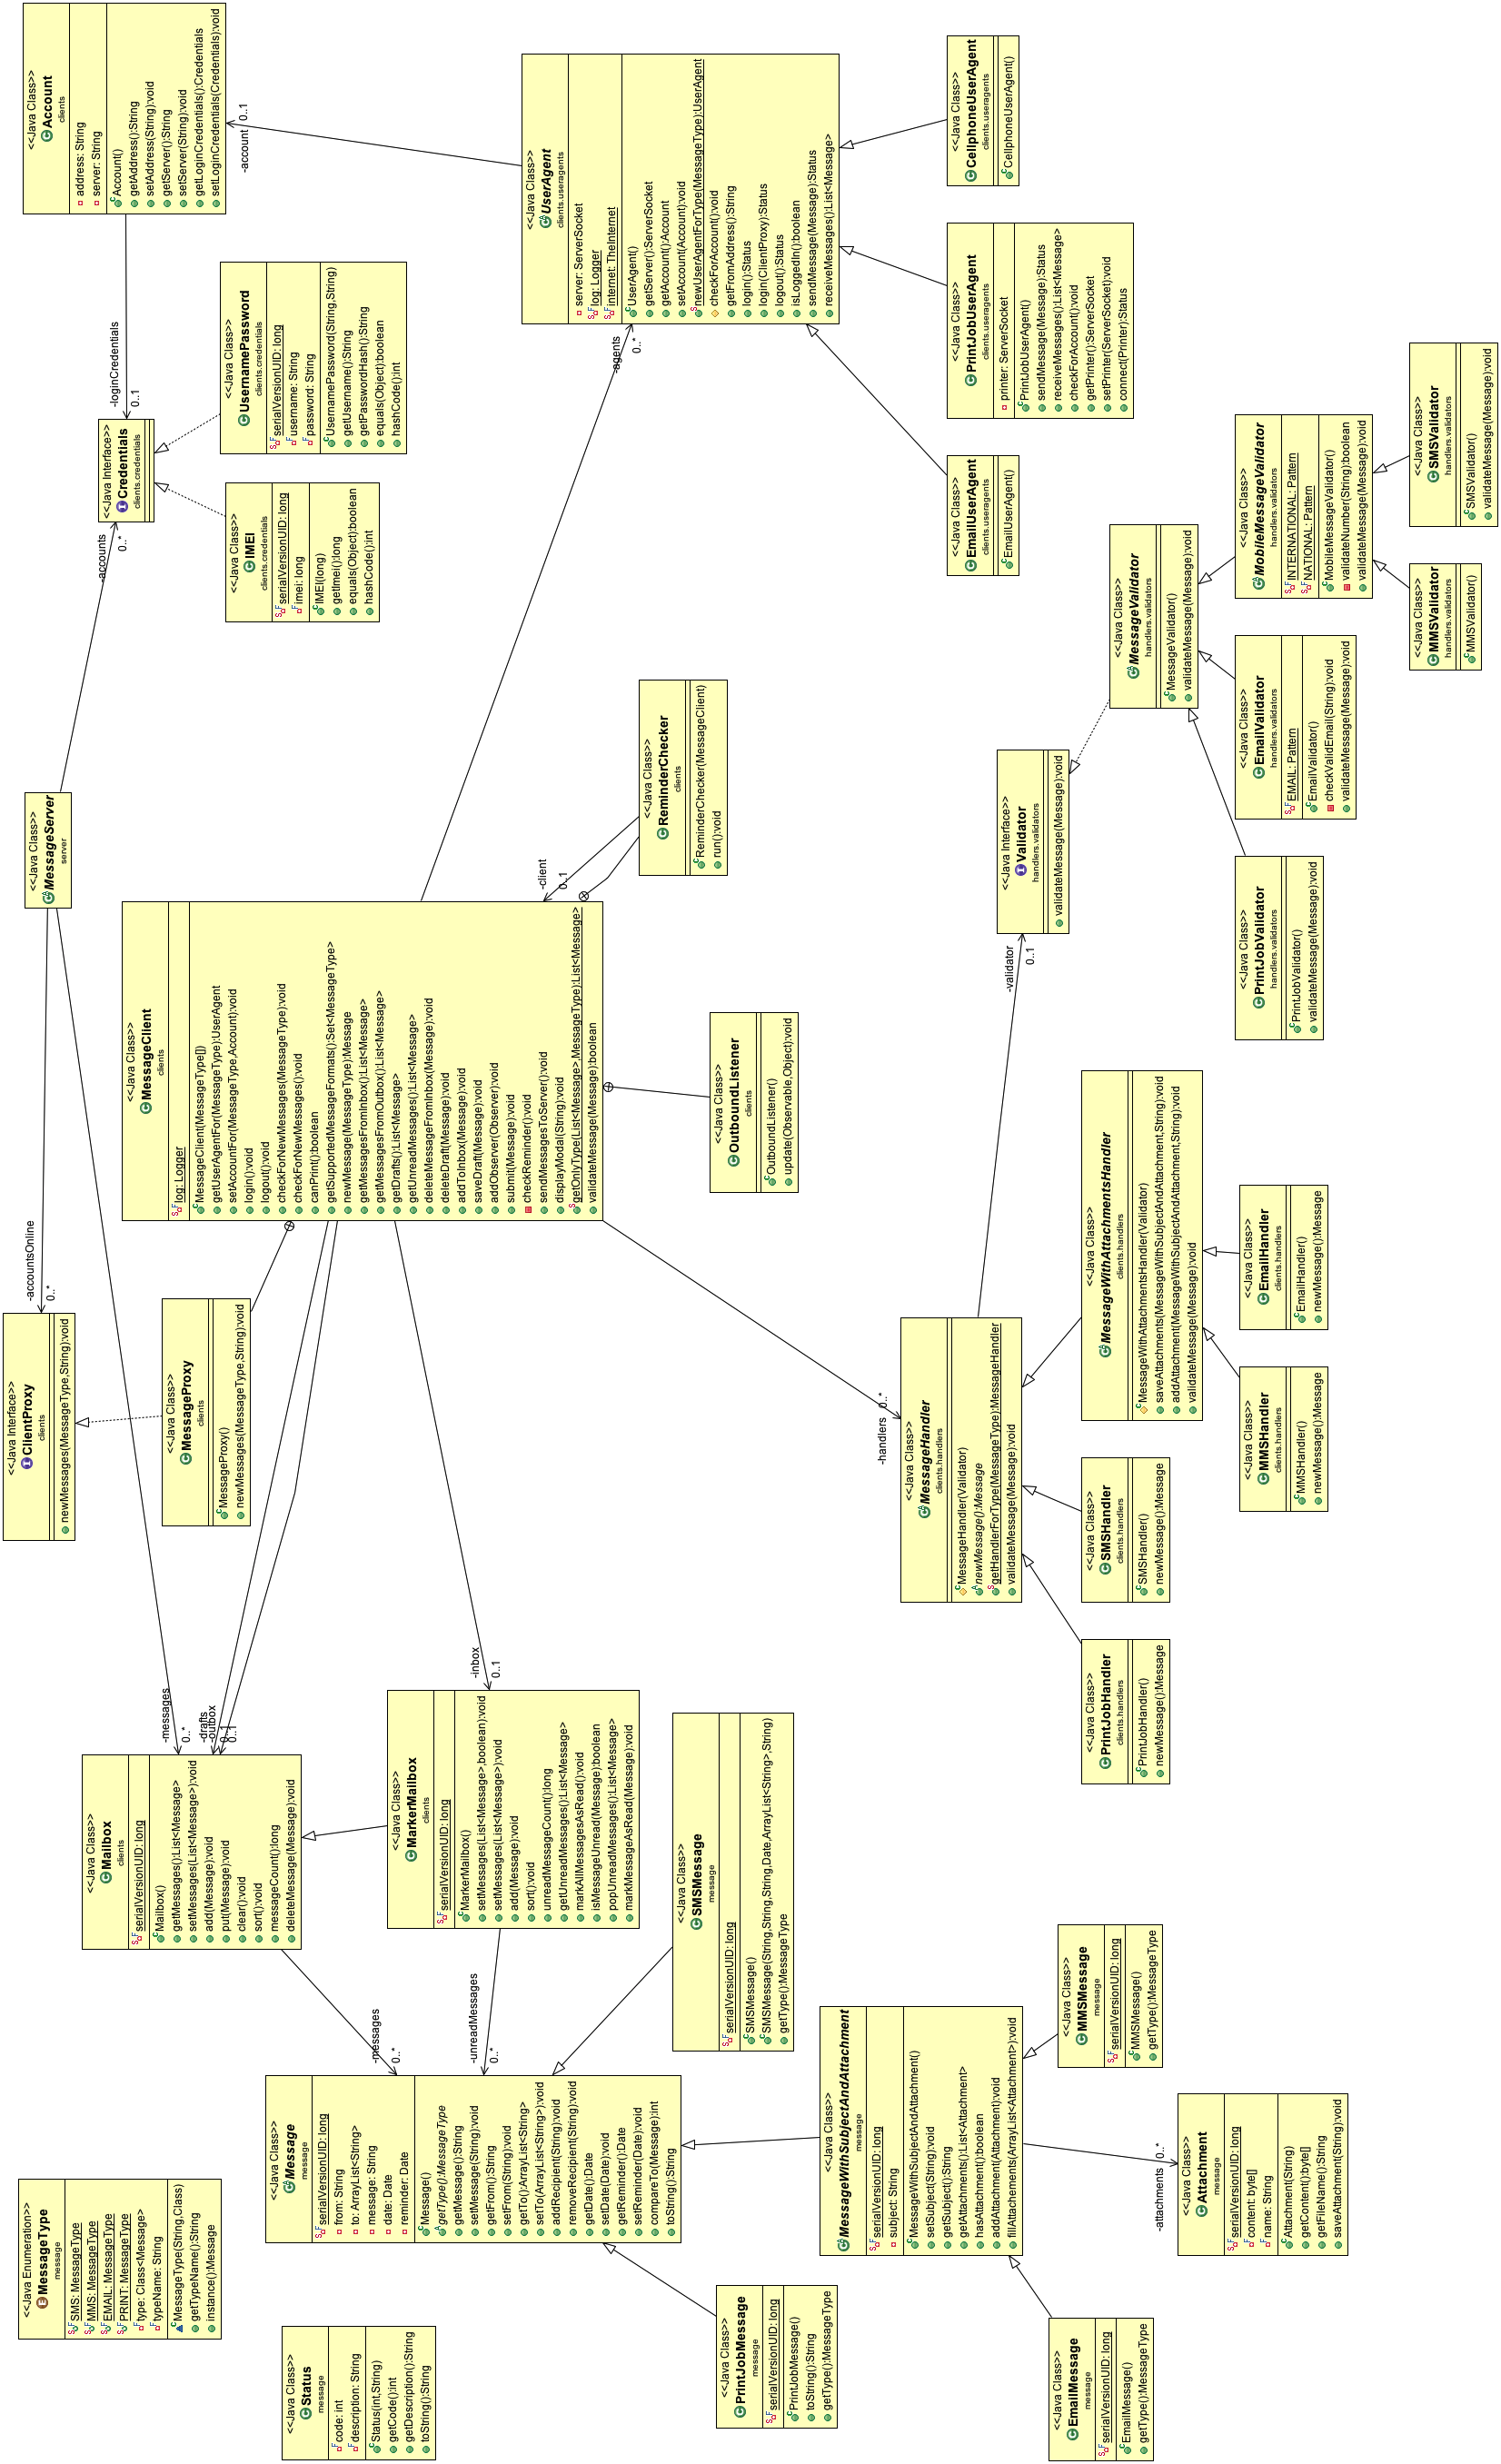 <<Java Enumeration>>
MessageType
message
SMS: MessageType
MMS: MessageType
EMAIL: MessageType
PRINT: MessageType
type: Class<Message>
typeName: String
MessageType(String,Class)
getTypeName():String
instance():Message
<<Java Class>>
Status
message
code: int
description: String
Status(int,String)
getCode():int
getDescription():String
toString():String
<<Java Class>>
Message
message
serialVersionUID: long
from: String
to: ArrayList<String>
message: String
date: Date
reminder: Date
Message()
getType():MessageType
getMessage():String
setMessage(String):void
getFrom():String
setFrom(String):void
getTo():ArrayList<String>
setTo(ArrayList<String>):void
addRecipient(String):void
removeRecipient(String):void
getDate():Date
setDate(Date):void
getReminder():Date
setReminder(Date):void
compareTo(Message):int
toString():String
-messages
0..*
-unreadMessages
0..*
<<Java Class>>
PrintJobMessage
message
serialVersionUID: long
PrintJobMessage()
toString():String
getType():MessageType
<<Java Class>>
SMSMessage
message
serialVersionUID: long
SMSMessage()
SMSMessage(String,String,Date,ArrayList<String>,String)
getType():MessageType
<<Java Class>>
MessageWithSubjectAndAttachment
message
serialVersionUID: long
subject: String
MessageWithSubjectAndAttachment()
setSubject(String):void
getSubject():String
getAttachments():List<Attachment>
hasAttachment():boolean
addAttachment(Attachment):void
fillAttachements(ArrayList<Attachment>):void
<<Java Class>>
EmailMessage
message
serialVersionUID: long
EmailMessage()
getType():MessageType
<<Java Class>>
MMSMessage
message
serialVersionUID: long
MMSMessage()
getType():MessageType
-attachments
0..*
<<Java Class>>
Attachment
message
serialVersionUID: long
content: byte[]
name: String
Attachment(String)
getContent():byte[]
getFileName():String
saveAttachment(String):void
<<Java Class>>
Mailbox
clients
serialVersionUID: long
Mailbox()
getMessages():List<Message>
setMessages(List<Message>):void
add(Message):void
put(Message):void
clear():void
sort():void
messageCount():long
deleteMessage(Message):void
-messages
0..*
-drafts
-outbox
0..1
0..1
<<Java Class>>
MarkerMailbox
clients
serialVersionUID: long
MarkerMailbox()
setMessages(List<Message>,boolean):void
setMessages(List<Message>):void
add(Message):void
sort():void
unreadMessageCount():long
getUnreadMessages():List<Message>
markAllMessagesAsRead():void
isMessageUnread(Message):boolean
popUnreadMessages():List<Message>
markMessageAsRead(Message):void
-inbox
0..1
<<Java Interface>>
ClientProxy
clients
newMessages(MessageType,String):void
-accountsOnline
0..*
<<Java Class>>
MessageProxy
clients
MessageProxy()
newMessages(MessageType,String):void
<<Java Class>>
MessageClient
clients
log: Logger
MessageClient(MessageType[])
getUserAgentFor(MessageType):UserAgent
setAccountFor(MessageType,Account):void
login():void
logout():void
checkForNewMessages(MessageType):void
checkForNewMessages():void
canPrint():boolean
getSupportedMessageFormats():Set<MessageType>
newMessage(MessageType):Message
getMessagesFromInbox():List<Message>
getMessagesFromOutbox():List<Message>
getDrafts():List<Message>
getUnreadMessages():List<Message>
deleteMessageFromInbox(Message):void
deleteDraft(Message):void
addToInbox(Message):void
saveDraft(Message):void
addObserver(Observer):void
submit(Message):void
checkReminder():void
sendMessagesToServer():void
displayModal(String):void
getOnlyType(List<Message>,MessageType):List<Message>
validateMessage(Message):boolean
<<Java Class>>
OutboundListener
clients
OutboundListener()
update(Observable,Object):void
-client
0..1
<<Java Class>>
ReminderChecker
clients
ReminderChecker(MessageClient)
run():void
-handlers
0..*
<<Java Class>>
MessageHandler
clients.handlers
MessageHandler(Validator)
newMessage():Message
getHandlerForType(MessageType):MessageHandler
validateMessage(Message):void
<<Java Class>>
PrintJobHandler
clients.handlers
PrintJobHandler()
newMessage():Message
<<Java Class>>
SMSHandler
clients.handlers
SMSHandler()
newMessage():Message
<<Java Class>>
MessageWithAttachmentsHandler
clients.handlers
MessageWithAttachmentsHandler(Validator)
saveAttachments(MessageWithSubjectAndAttachment,String):void
addAttachment(MessageWithSubjectAndAttachment,String):void
validateMessage(Message):void
<<Java Class>>
MMSHandler
clients.handlers
MMSHandler()
newMessage():Message
<<Java Class>>
EmailHandler
clients.handlers
EmailHandler()
newMessage():Message
<<Java Class>>
MessageServer
server
-accounts
0..*
<<Java Interface>>
Credentials
clients.credentials
-loginCredentials
0..1
<<Java Class>>
IMEI
clients.credentials
serialVersionUID: long
imei: long
IMEI(long)
getImei():long
equals(Object):boolean
hashCode():int
<<Java Class>>
UsernamePassword
clients.credentials
serialVersionUID: long
username: String
password: String
UsernamePassword(String,String)
getUsername():String
getPasswordHash():String
equals(Object):boolean
hashCode():int
<<Java Class>>
Account
clients
address: String
server: String
Account()
getAddress():String
setAddress(String):void
getServer():String
setServer(String):void
getLoginCredentials():Credentials
setLoginCredentials(Credentials):void
-account
0..1
<<Java Class>>
UserAgent
clients.useragents
server: ServerSocket
log: Logger
internet: TheInternet
UserAgent()
getServer():ServerSocket
getAccount():Account
setAccount(Account):void
newUserAgentForType(MessageType):UserAgent
checkForAccount():void
getFromAddress():String
login():Status
login(ClientProxy):Status
logout():Status
isLoggedIn():boolean
sendMessage(Message):Status
receiveMessages():List<Message>
-agents
0..*
<<Java Class>>
EmailUserAgent
clients.useragents
EmailUserAgent()
<<Java Class>>
PrintJobUserAgent
clients.useragents
printer: ServerSocket
PrintJobUserAgent()
sendMessage(Message):Status
receiveMessages():List<Message>
checkForAccount():void
getPrinter():ServerSocket
setPrinter(ServerSocket):void
connect(Printer):Status
<<Java Class>>
CellphoneUserAgent
clients.useragents
CellphoneUserAgent()
-validator
0..1
<<Java Interface>>
Validator
handlers.validators
validateMessage(Message):void
<<Java Class>>
MessageValidator
handlers.validators
MessageValidator()
validateMessage(Message):void
<<Java Class>>
PrintJobValidator
handlers.validators
PrintJobValidator()
validateMessage(Message):void
<<Java Class>>
EmailValidator
handlers.validators
EMAIL: Pattern
EmailValidator()
checkValidEmail(String):void
validateMessage(Message):void
<<Java Class>>
MobileMessageValidator
handlers.validators
INTERNATIONAL: Pattern
NATIONAL: Pattern
MobileMessageValidator()
validateNumber(String):boolean
validateMessage(Message):void
<<Java Class>>
MMSValidator
handlers.validators
MMSValidator()
<<Java Class>>
SMSValidator
handlers.validators
SMSValidator()
validateMessage(Message):void